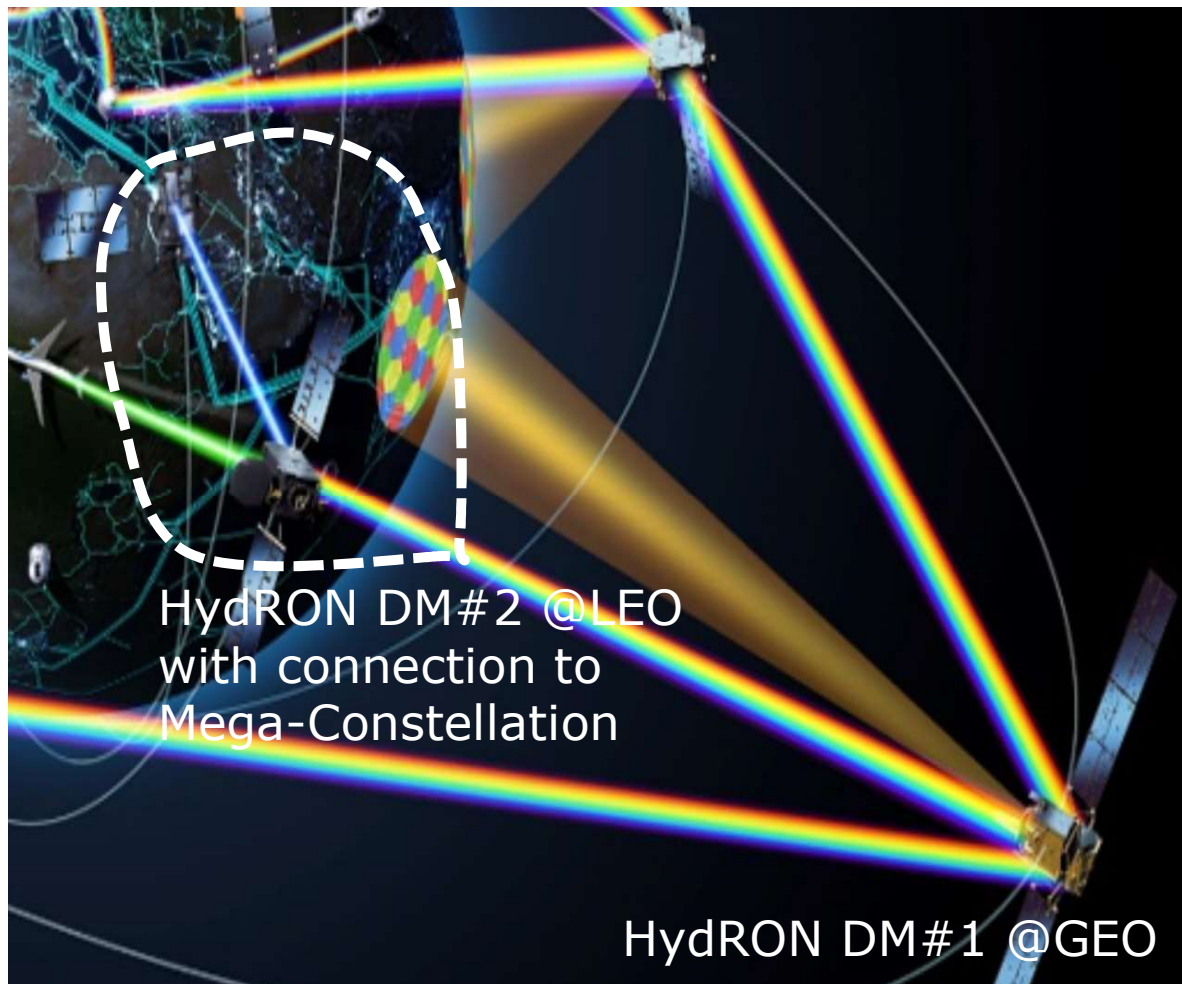 HydRON DM#2 @LEO
with connection to
Mega-Constellation
HydRON DM#1 @GEO